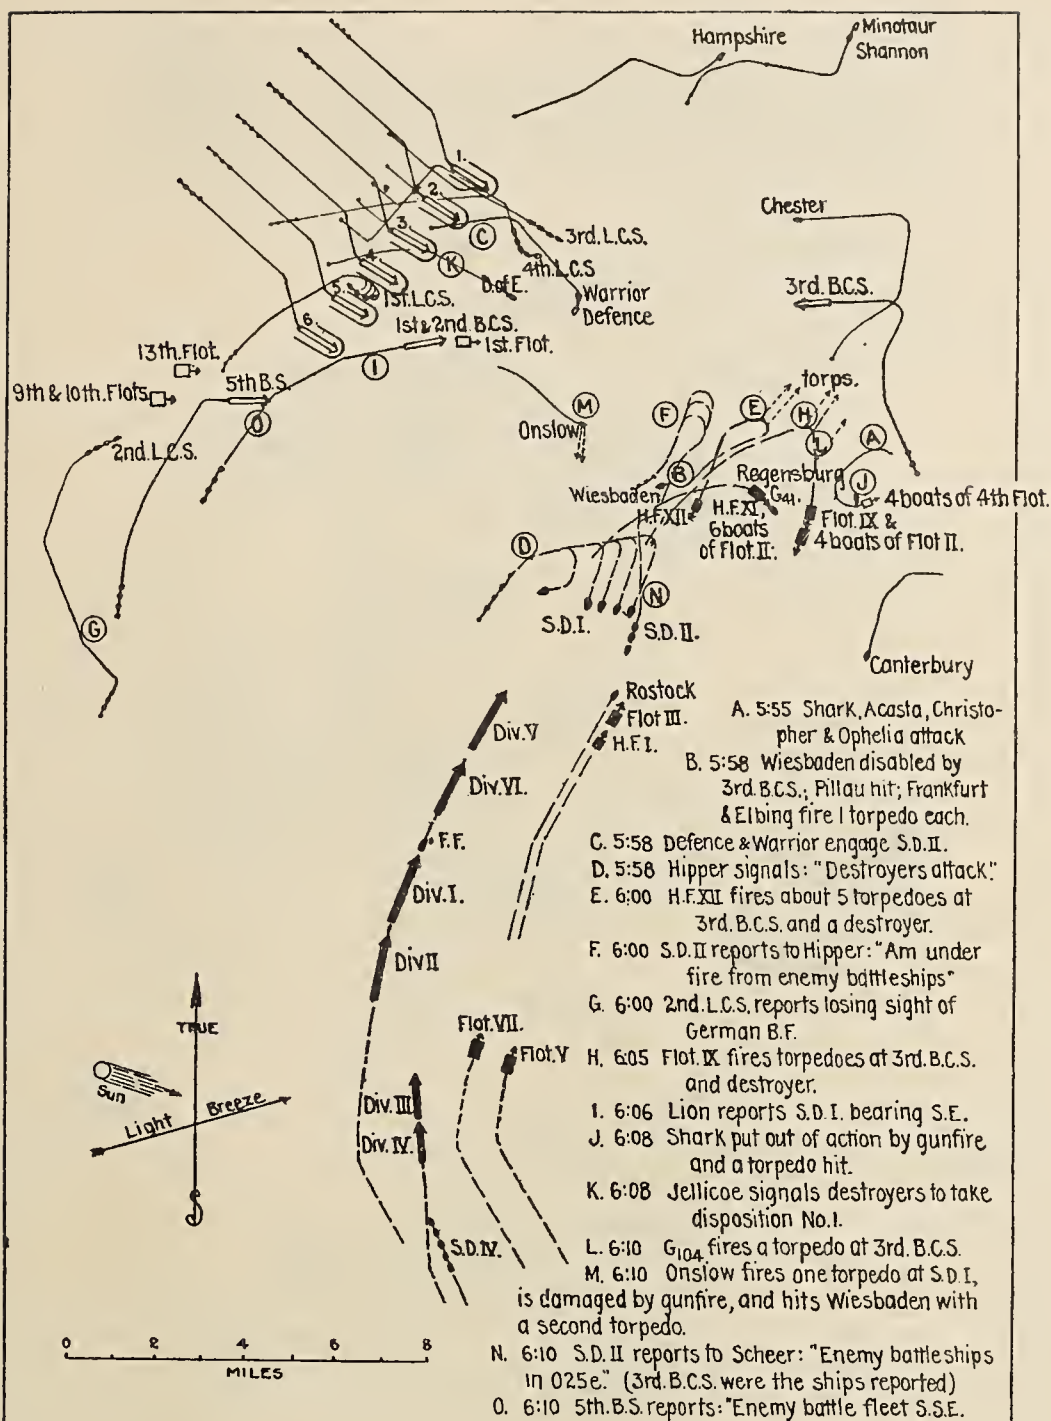 Hampshire
Minotaur
Shannon
1.
2.
3.
4.
5.
6.
C
K
3rd. L.C.S.
4th. L.C.S
D. of E.
Warrior
Defence
1st. L.C.S.
1st & 2nd. B.C.S.
1st. Flot.
I
Chester
3rd. B.C.S.
13th. Flot.
9th & 10th. Flots.
5th B.S.
O
2nd. L.C.S.
M
Onslow
F
E
H
torps.
L
A
B
Wiesbaden
Regensburg
G41.
J
4 boats of 4th Flot.
H.F.XII
H.F. XI,
6 boats
of Flot. II.
Flot. IX &
4 boats of Flot II.
D
N
S.D.I.
S.D.II.
G
Canterbury
Rostock
Flot III.
H.F.I.
Div. V
Div. VI.
F.F.
Div. I.
Div II
Flot. VII.
Flot. V
Div. III
Div. IV.
S.D. IV.
TRUE
Sun
Light Breeze
S
0 2 4 6 8
MILES
A. 5:55 Shark, Acasta, Christo-
pher & Ophelia attack
B. 5:58 Wiesbaden disabled by
3rd. B.C.S.; Pillau hit; Frankfurt
& Elbing fire 1 torpedo each.
C. 5:58 Defence & Warrior engage S.D.II.
D. 5:58 Hipper signals: "Destroyers attack."
E. 6:00 H.F.XII fires about 5 torpedoes at
3rd. B.C.S. and a destroyer.
F. 6:00 S.D.II reports to Hipper: "Am under
fire from enemy battleships"
G. 6:00 2nd. L.C.S. reports losing sight of
German B.F.
H. 6:05 Flot. IX fires torpedoes at 3rd. B.C.S.
and destroyer.
I. 6:06 Lion reports S.D.I. bearing S.E.
J. 6:08 Shark put out of action by gunfire
and a torpedo hit.
K. 6:08 Jellicoe signals destroyers to take
disposition No. 1.
L. 6:10 G104 fires a torpedo at 3rd. B.C.S.
M. 6:10 Onslow fires one torpedo at S.D.I,
is damaged by gunfire, and hits Wiesbaden with
a second torpedo.
N. 6:10 S.D.II reports to Scheer: "Enemy battleships
in 025e." (3rd. B.C.S. were the ships reported)
O. 6:10 5th. B.S. reports: "Enemy battle fleet S.S.E.